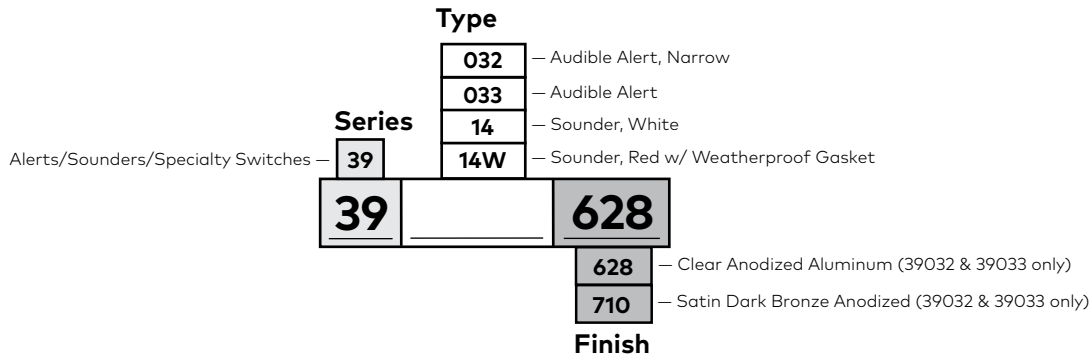 Type
032 — Audible Alert, Narrow
033 — Audible Alert
Series
14 — Sounder, White
Alerts/Sounders/Specialty Switches — 39
14W — Sounder, Red w/ Weatherproof Gasket
39 628
628 — Clear Anodized Aluminum (39032 & 39033 only)
710 — Satin Dark Bronze Anodized (39032 & 39033 only)
Finish